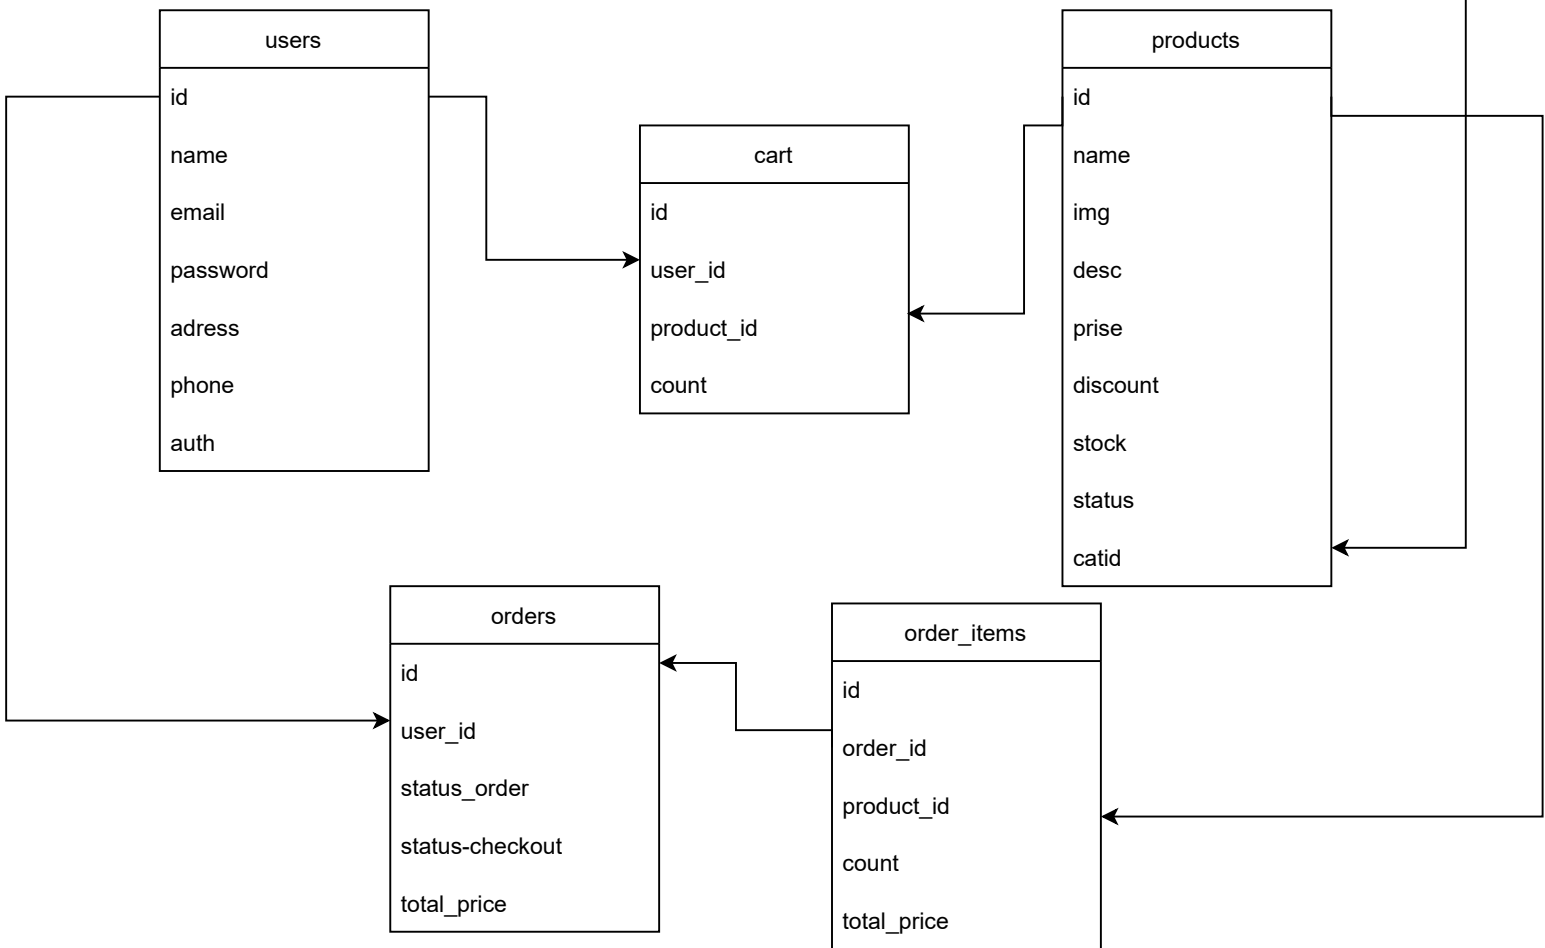 users
id
name
email
password
adress
phone
auth
cart
id
user_id
product_id
count
products
id
name
img
desc
prise
discount
stock
status
catid
orders
id
user_id
status_order
status-checkout
total_price
order_items
id
order_id
product_id
count
total_price